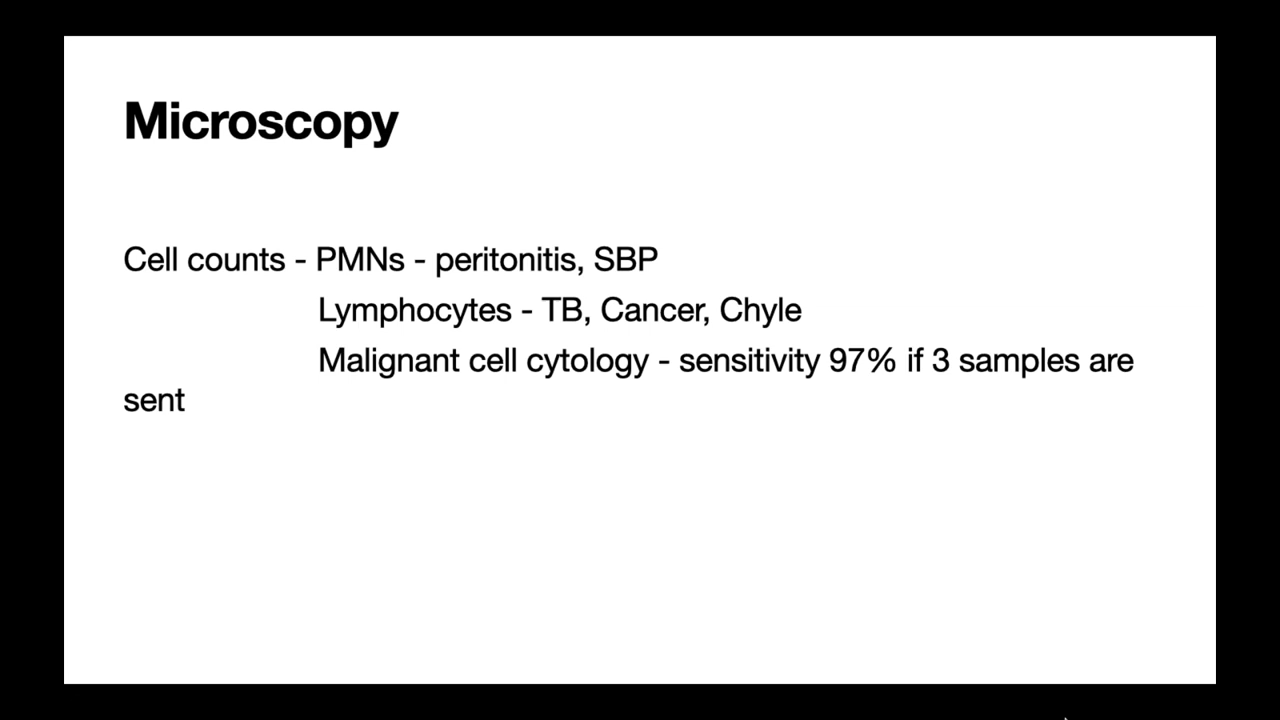 Microscopy
Cell counts - PMNs - peritonitis, SBP
Lymphocytes - TB, Cancer, Chyle
Malignant cell cytology - sensitivity 97% if 3 samples are
sent